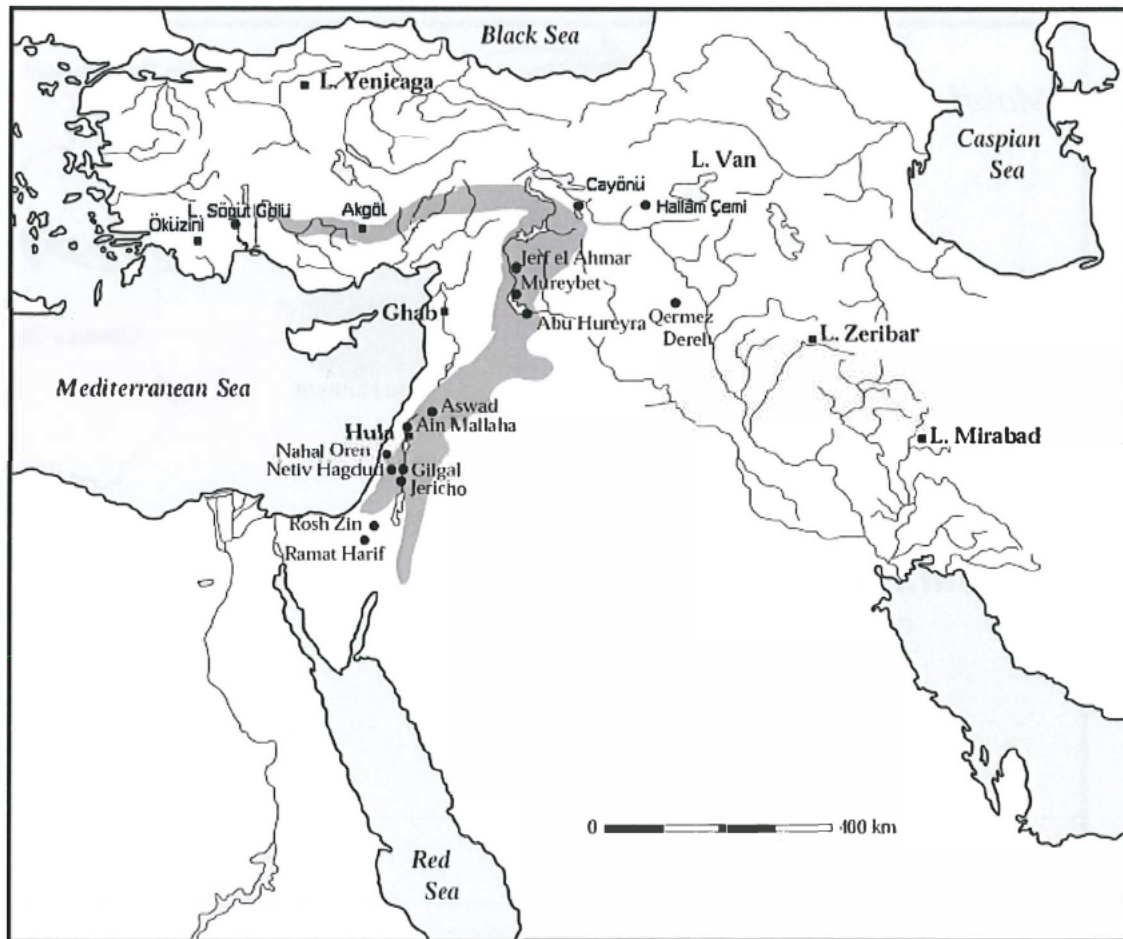 Black Sea
L. Yenicaga
Caspian
Sea
L. Van
Cayönü
Hallâm Çemi
L. Söğüt Gölü
Öküzini
Akgöl
Jerf el Ahmar
Mureybet
Abu Hureyra
Qermez
Dereh
Ghab
L. Zeribar
Mediterranean Sea
Aswad
Ain Mallaha
Hula
L. Mirabad
Nahal Oren
Netiv Hagdud
Gilgal
Jericho
Rosh Zin
Ramat Harif
0
400 km
Red
Sea